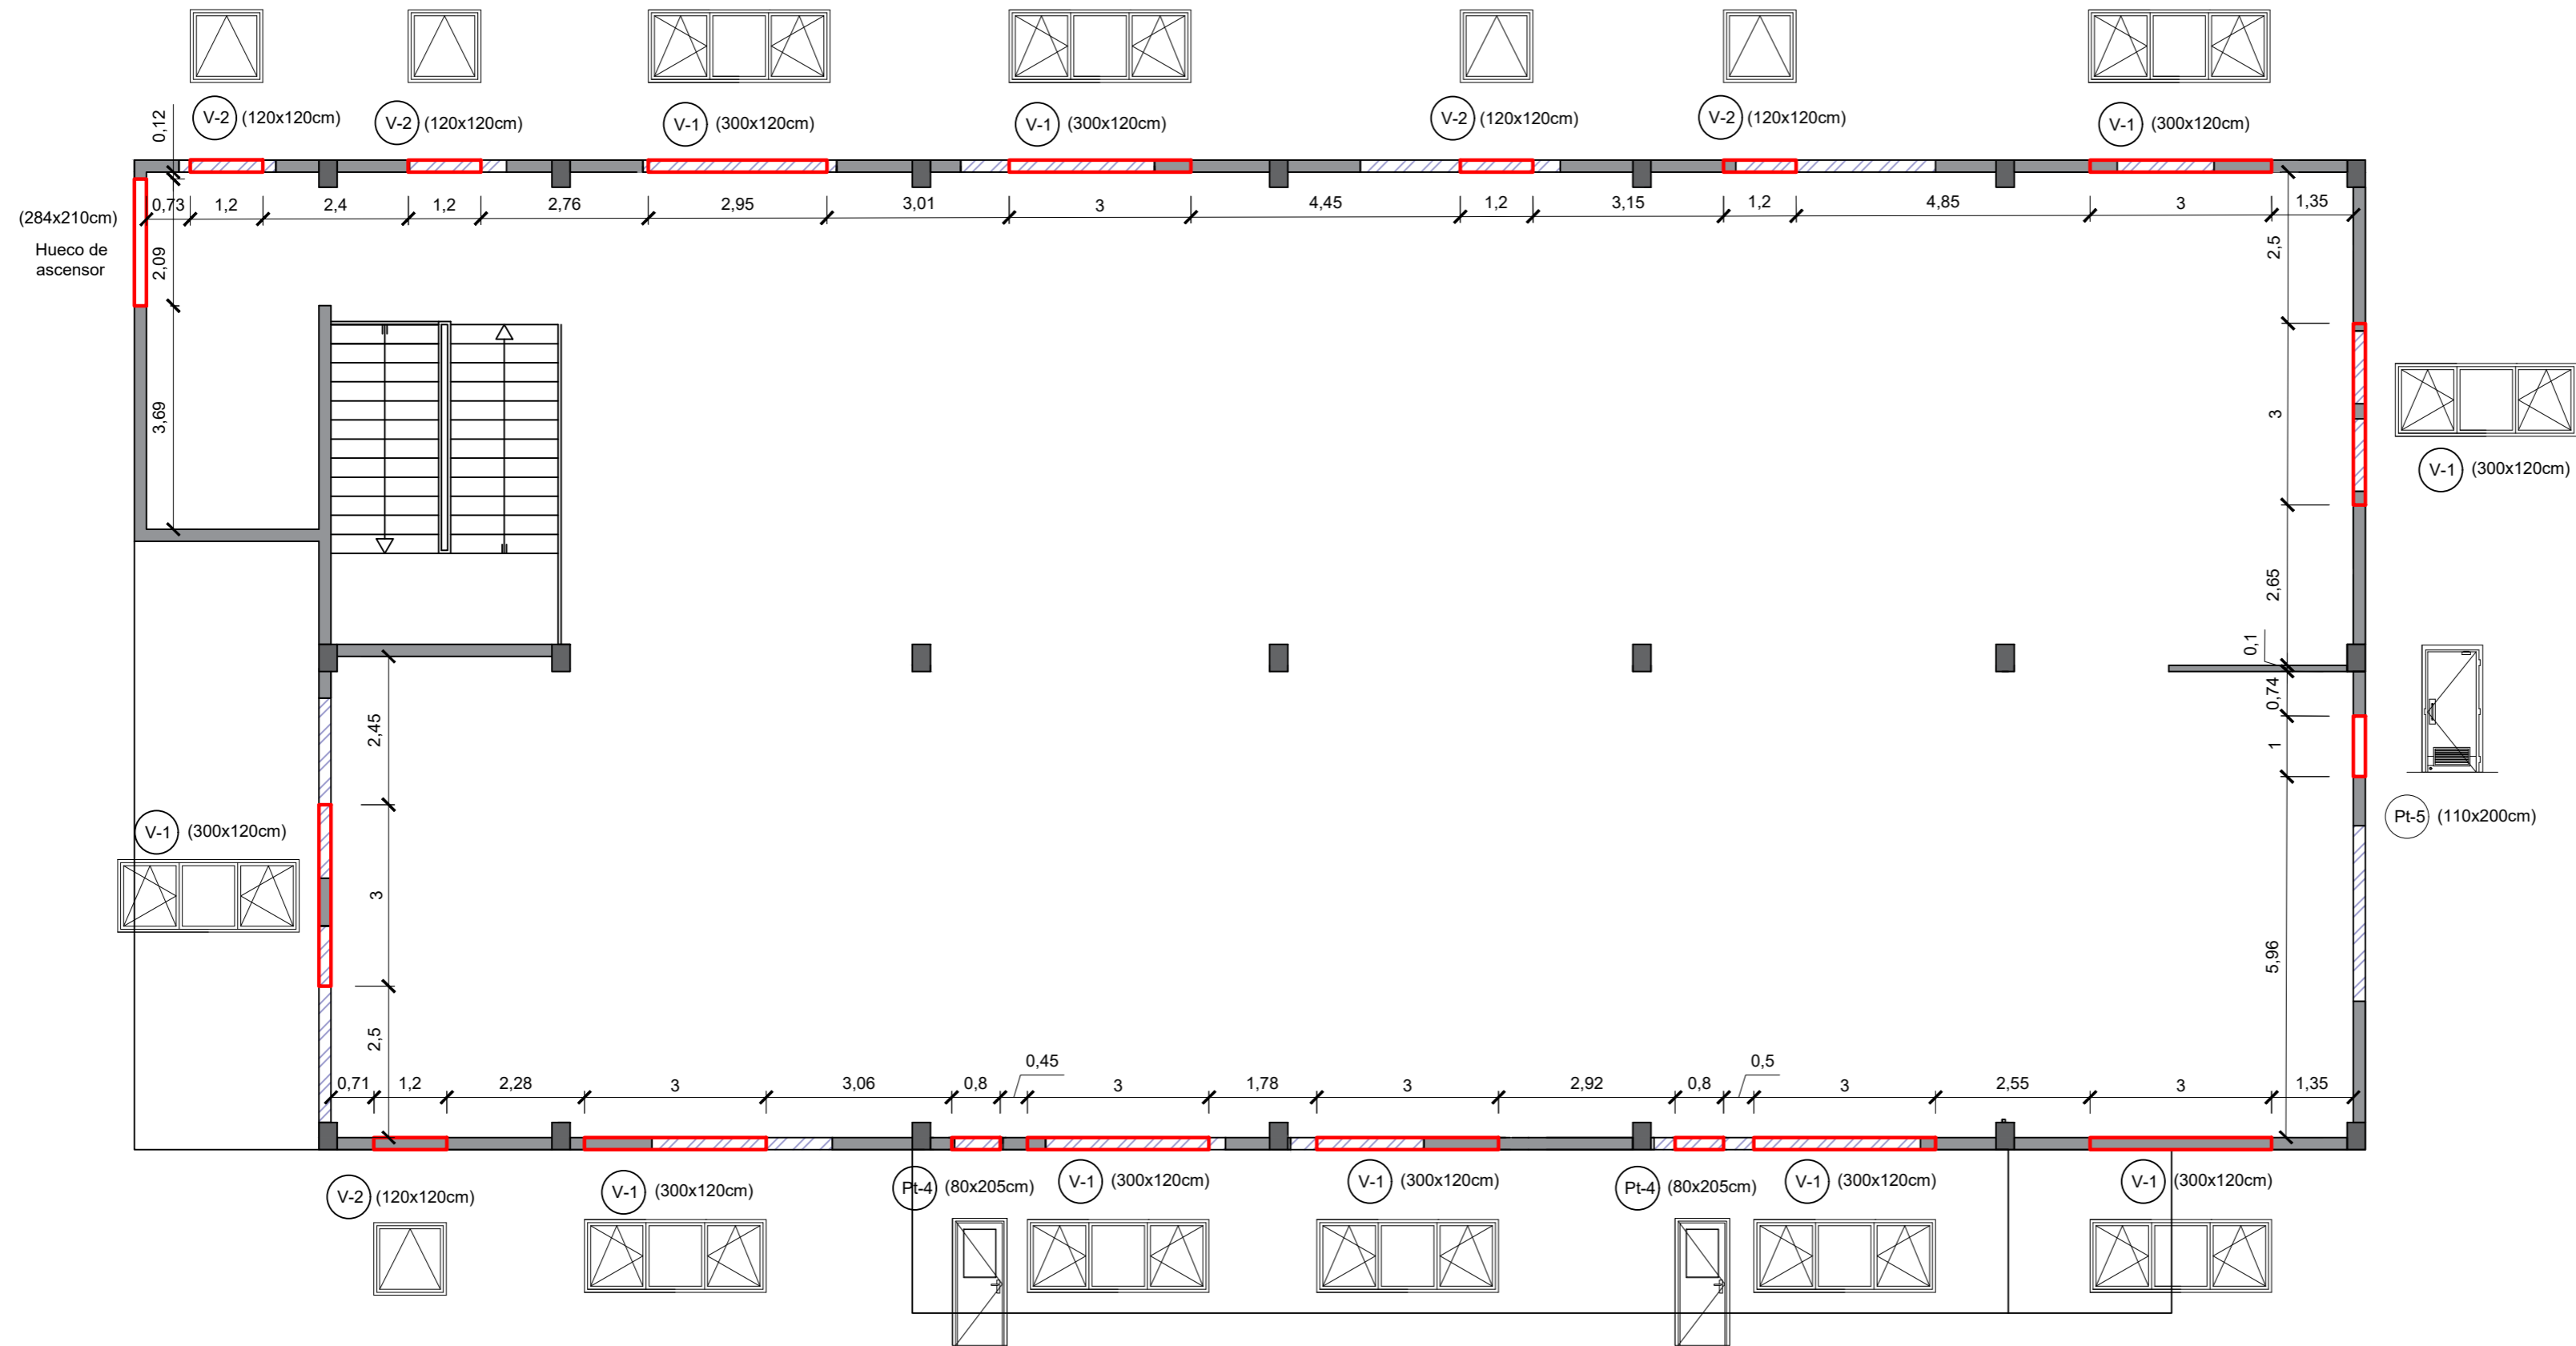 V-2 (120x120cm)
V-2 (120x120cm)
V-1 (300x120cm)
V-1 (300x120cm)
V-2 (120x120cm)
V-2 (120x120cm)
V-1 (300x120cm)
0,12
(284x210cm)
Hueco de
ascensor
0,73 1,2 2,4 1,2 2,76 2,95 3,01 3 4,45 1,2 3,15 1,2 4,85 3 1,35
2,09
3,69
2,5
3
2,65
0,1
0,74
1
5,96
V-1 (300x120cm)
Pt-5 (110x200cm)
2,45
3
2,5
V-1 (300x120cm)
0,71 1,2 2,28 3 3,06 0,8 0,45 3 1,78 3 2,92 0,8 0,5 3 2,55 3 1,35
V-2 (120x120cm)
V-1 (300x120cm)
Pt-4 (80x205cm)
V-1 (300x120cm)
V-1 (300x120cm)
Pt-4 (80x205cm)
V-1 (300x120cm)
V-1 (300x120cm)